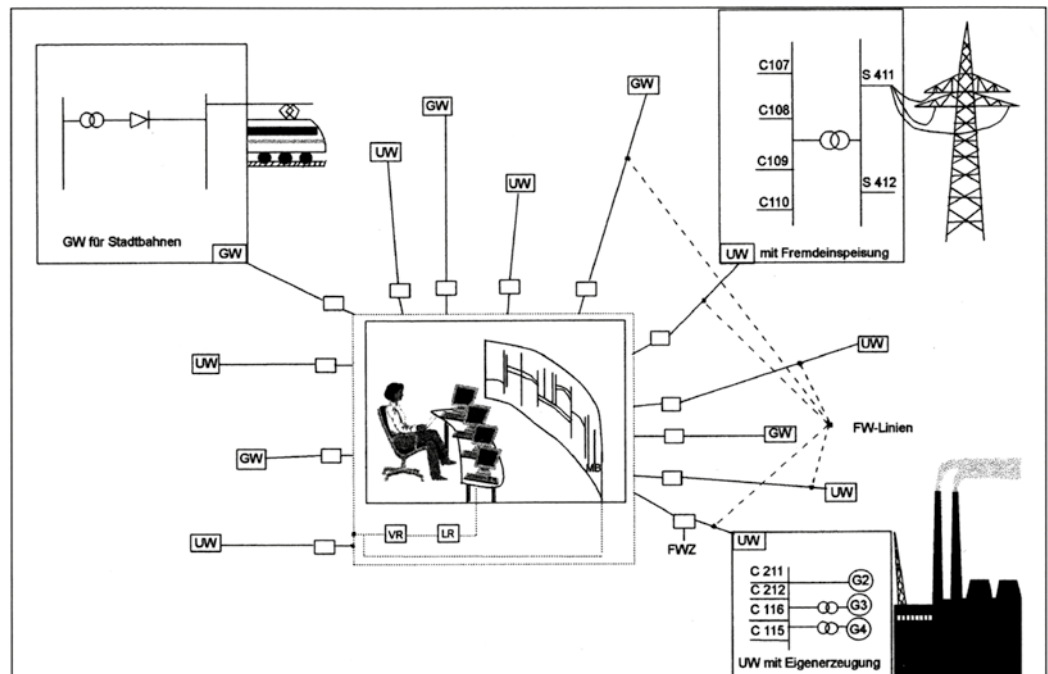 GW für Stadtbahnen
GW
UW
GW
UW
GW
C107
C108
C109
C110
S 411
S 412
UW mit Fremdeinspeisung
UW
UW
GW
FW-Linien
GW
UW
UW
MB
VR
LR
FWZ
UW
C 211
C 212
C 116
C 115
G2
G3
G4
UW mit Eigenerzeugung